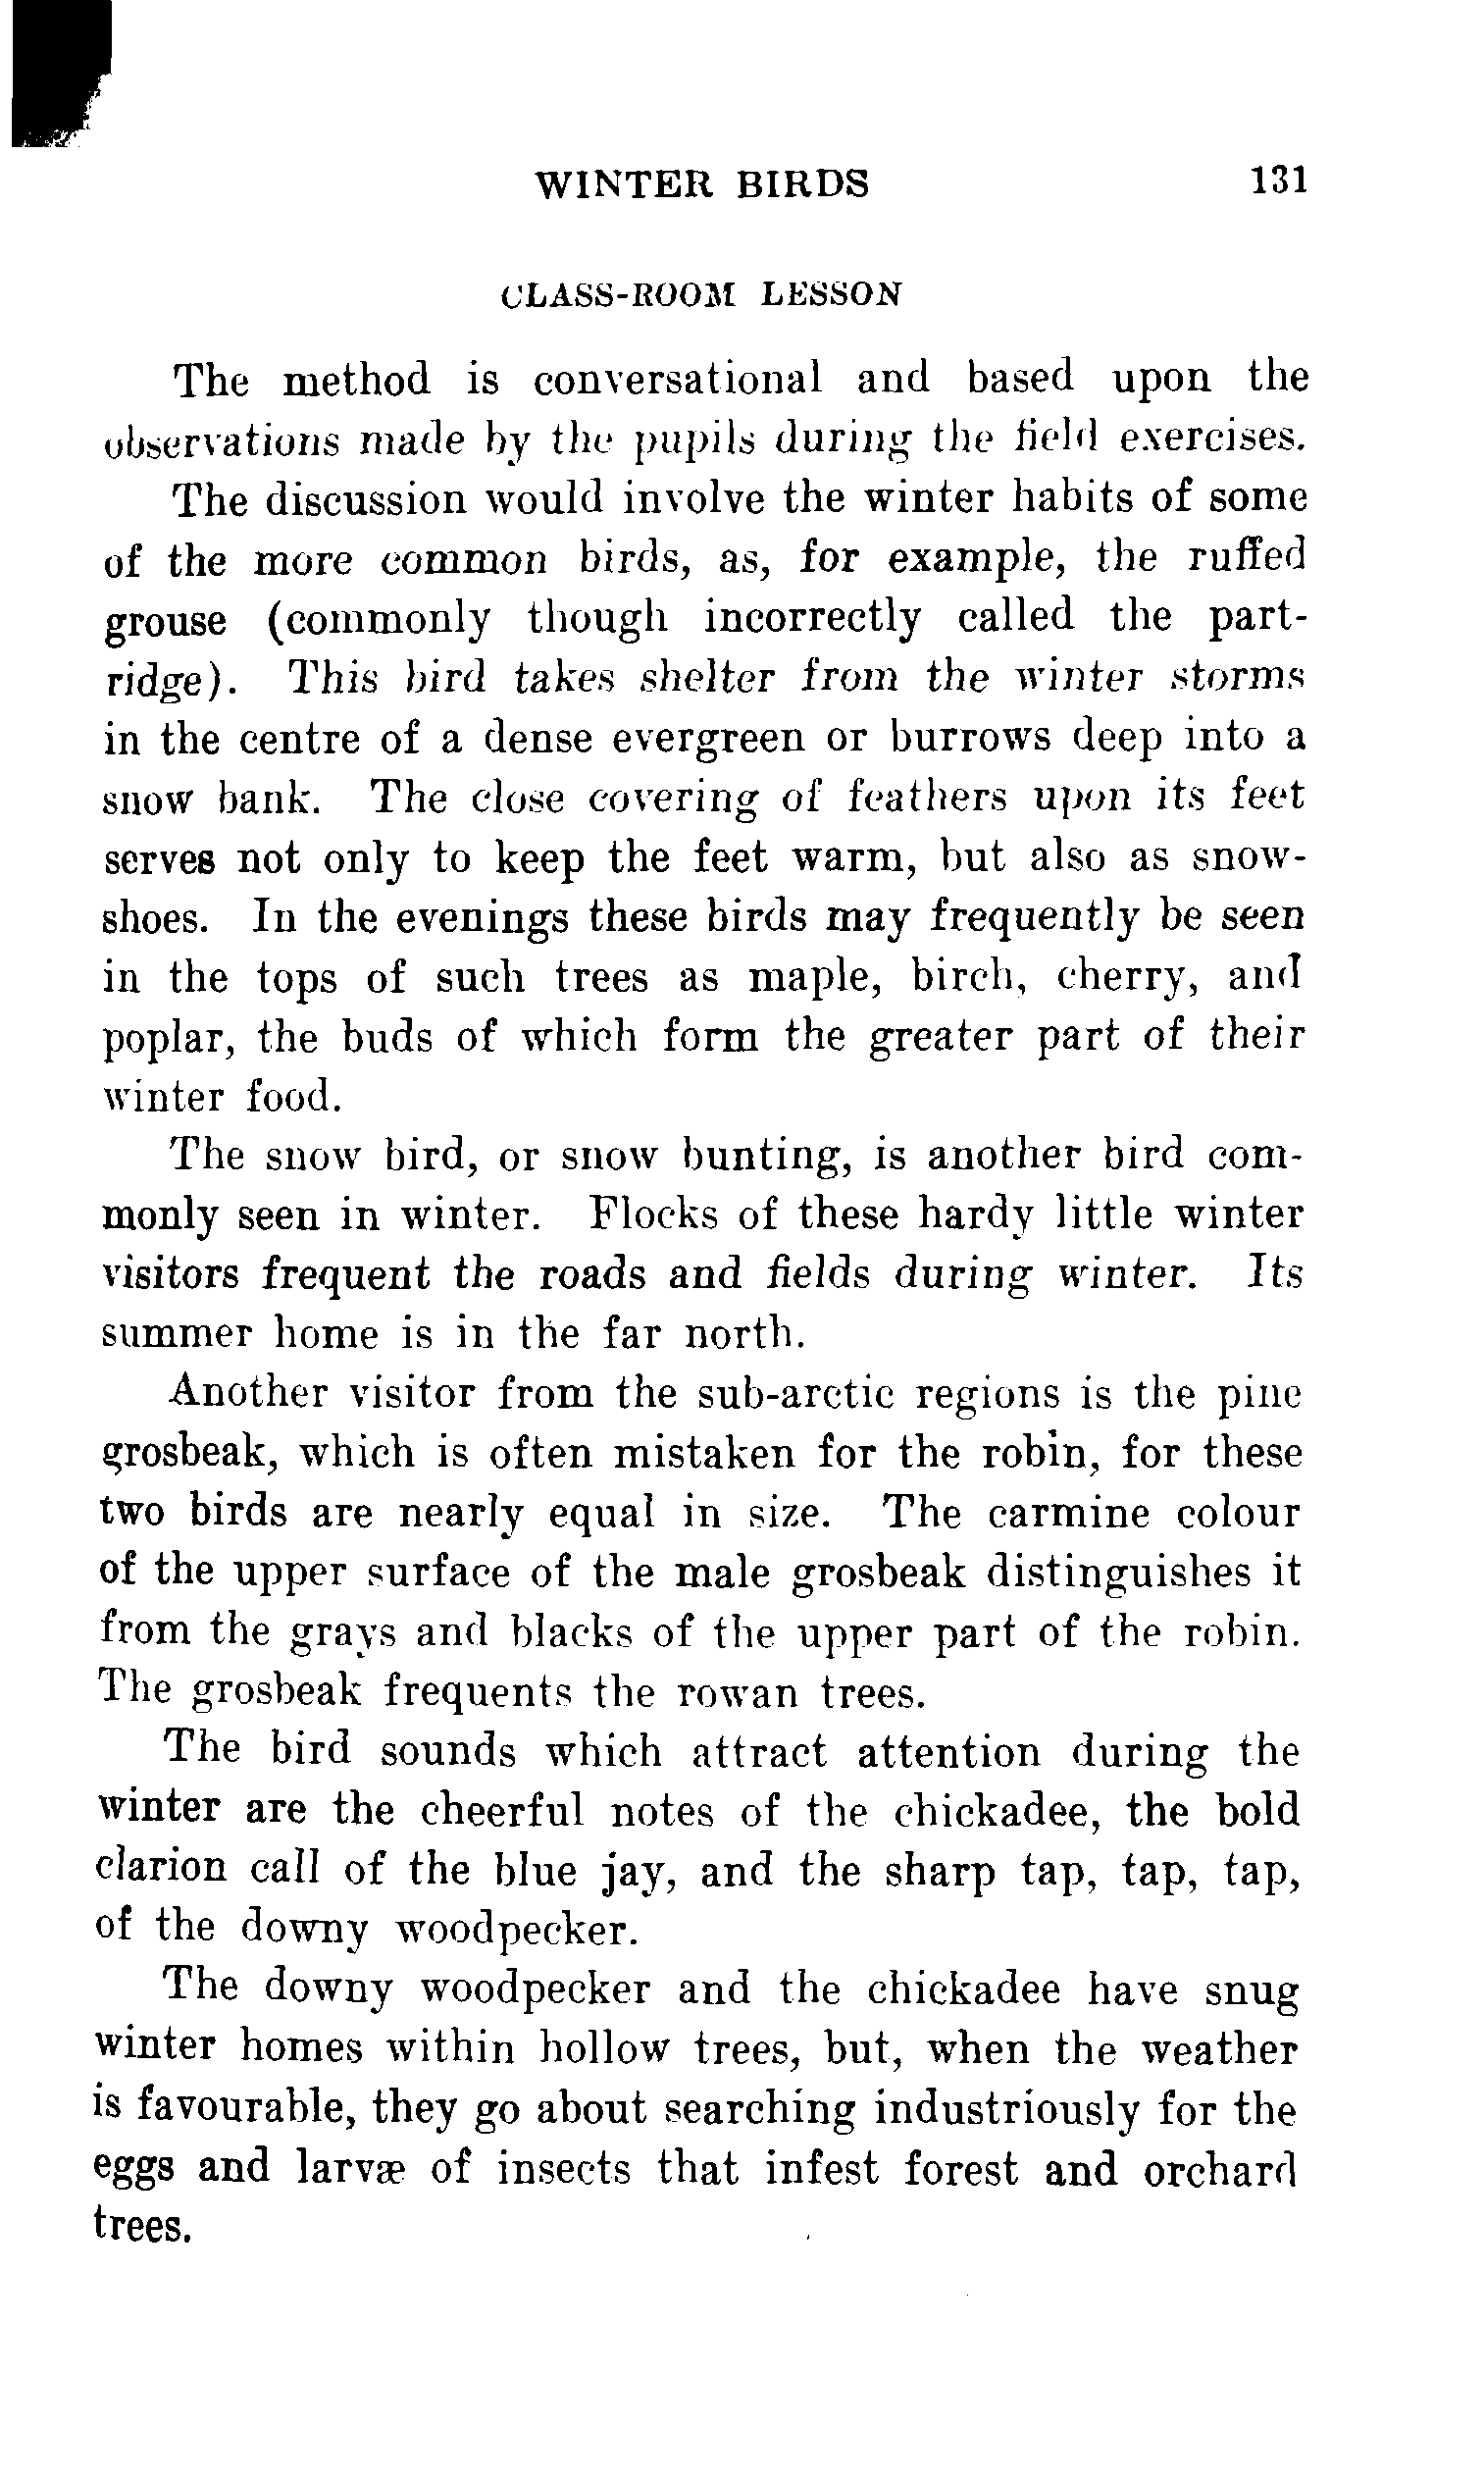 WINTER BIRDS 131
CLASS-ROOM LESSON
The method is conversational and based upon the
observations made by the pupils during the field exercises.
The discussion would involve the winter habits of some
of the more common birds, as, for example, the ruffed
grouse (commonly though incorrectly called the part-
ridge). This bird takes shelter from the winter storms
in the centre of a dense evergreen or burrows deep into a
snow bank. The close covering of feathers upon its feet
serves not only to keep the feet warm, but also as snow-
shoes. In the evenings these birds may frequently be seen
in the tops of such trees as maple, birch, cherry, and
poplar, the buds of which form the greater part of their
winter food.
The snow bird, or snow bunting, is another bird com-
monly seen in winter. Flocks of these hardy little winter
visitors frequent the roads and fields during winter. Its
summer home is in the far north.
Another visitor from the sub-arctic regions is the pine
grosbeak, which is often mistaken for the robin, for these
two birds are nearly equal in size. The carmine colour
of the upper surface of the male grosbeak distinguishes it
from the grays and blacks of the upper part of the robin.
The grosbeak frequents the rowan trees.
The bird sounds which attract attention during the
winter are the cheerful notes of the chickadee, the bold
clarion call of the blue jay, and the sharp tap, tap, tap,
of the downy woodpecker.
The downy woodpecker and the chickadee have snug
winter homes within hollow trees, but, when the weather
is favourable, they go about searching industriously for the
eggs and larvæ of insects that infest forest and orchard
trees.